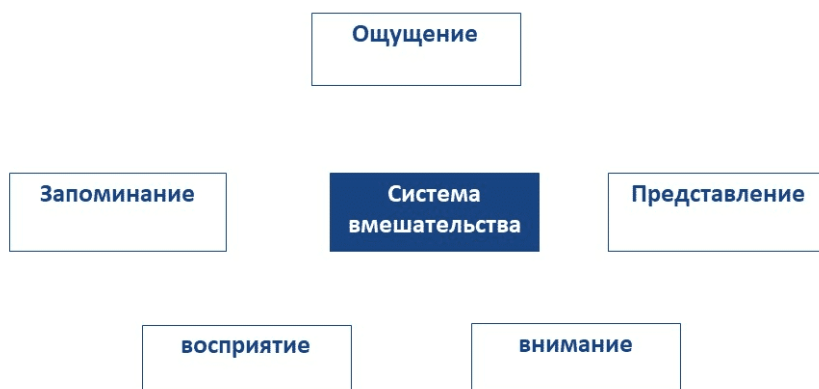 Ощущение
Запоминание
Система
вмешательства
Представление
восприятие
внимание